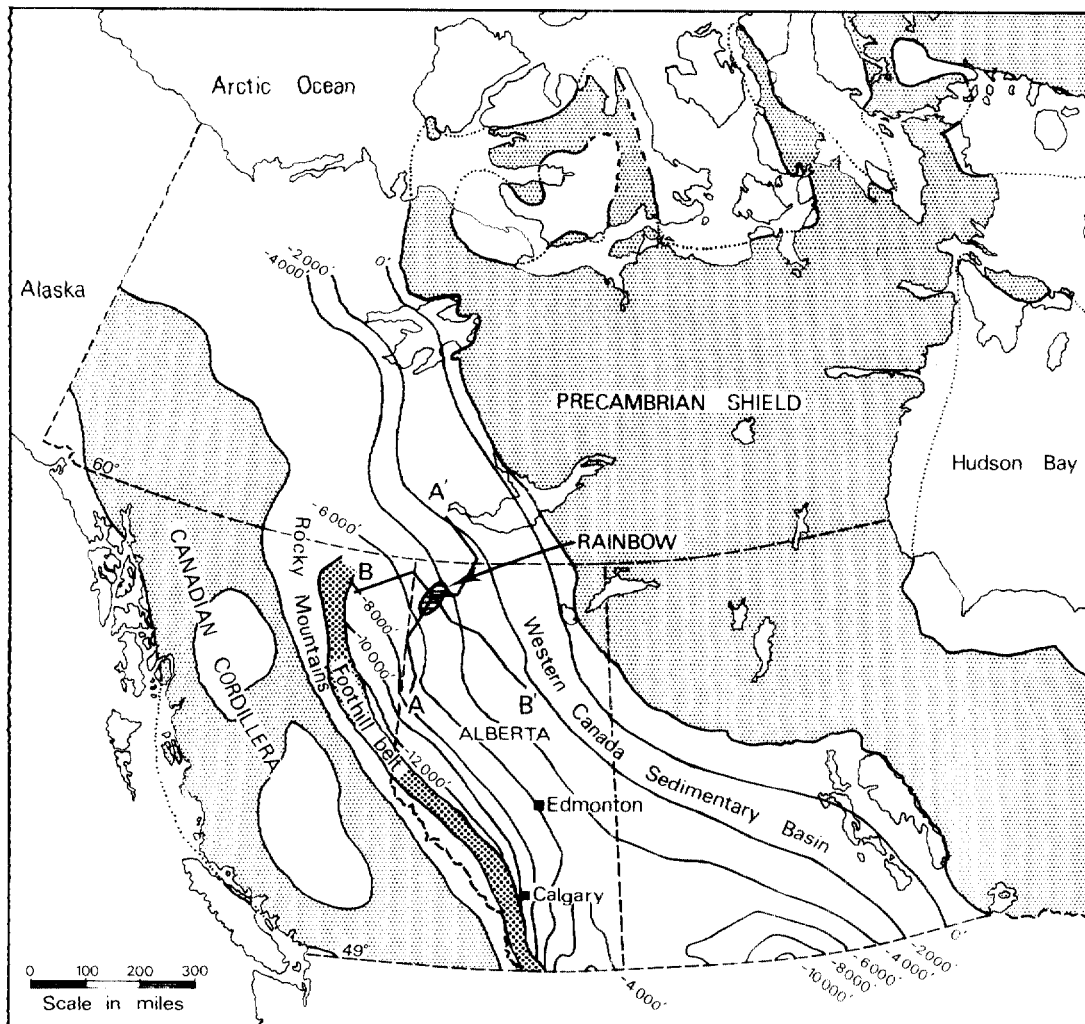 Arctic Ocean
-2000'
-4000'
0'
Alaska
PRECAMBRIAN SHIELD
Hudson Bay
60°
A'
RAINBOW
-6000'
Rocky Mountains
B
CANADIAN CORDILLERA
-8000'
-10000'
Foothill belt
A
B'
ALBERTA
Western Canada Sedimentary Basin
-12000'
Edmonton
Calgary
49°
0'
-2000'
-4000'
-6000'
-8000'
-10000'
-4000'
0 100 200 300
Scale in miles